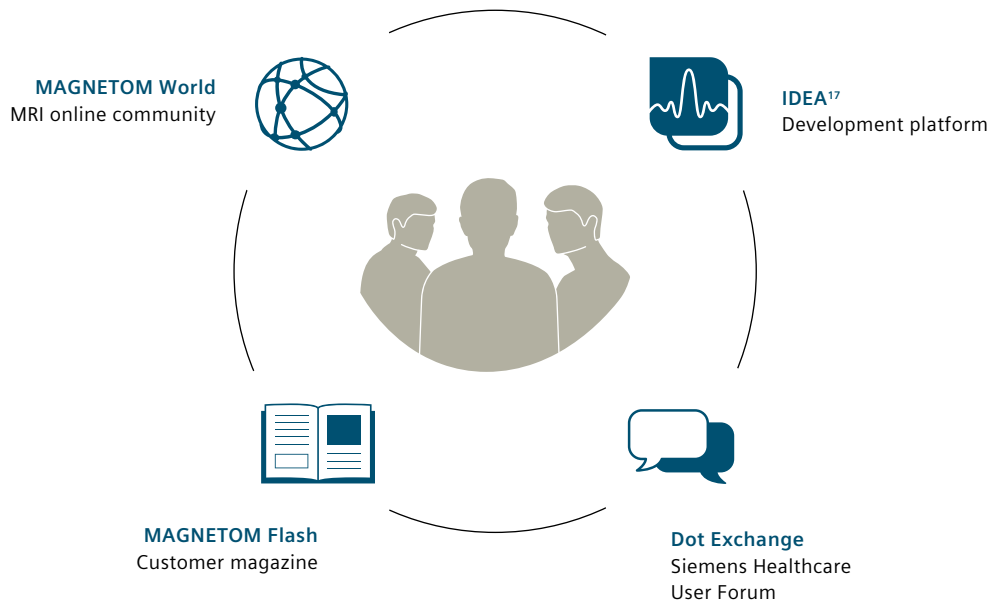 MAGNETOM World
MRI online community
IDEA¹⁷
Development platform
MAGNETOM Flash
Customer magazine
Dot Exchange
Siemens Healthcare
User Forum